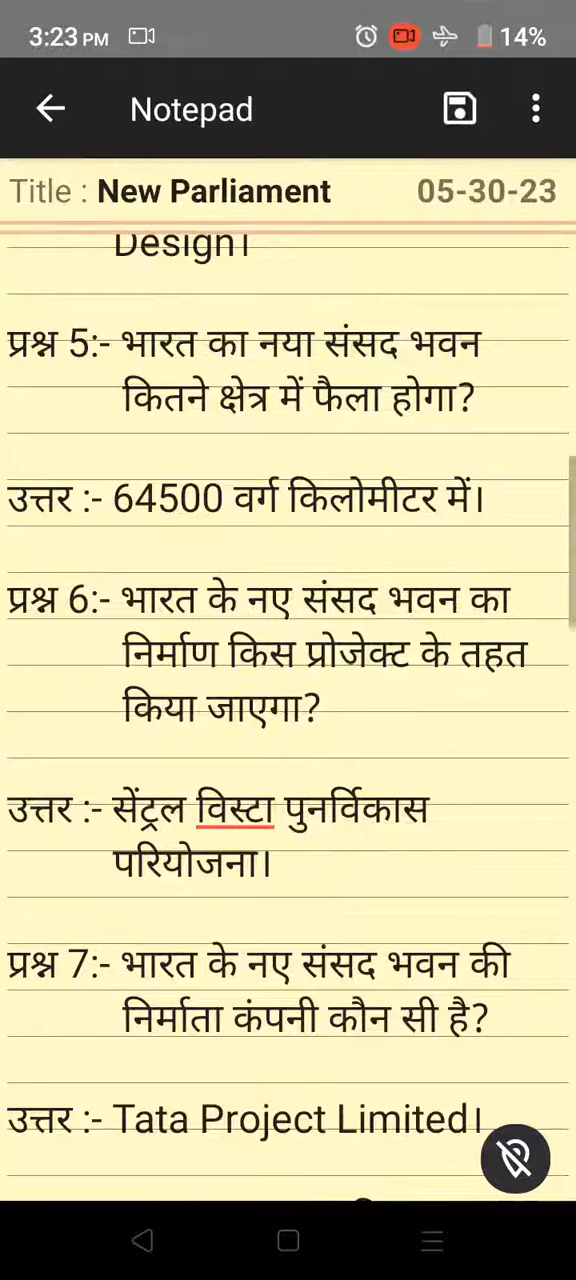 3:23 PM 14%
Notepad
Title : New Parliament 05-30-23
Design।
प्रश्न 5:- भारत का नया संसद भवन
कितने क्षेत्र में फैला होगा?
उत्तर :- 64500 वर्ग किलोमीटर में।
प्रश्न 6:- भारत के नए संसद भवन का
निर्माण किस प्रोजेक्ट के तहत
किया जाएगा?
उत्तर :- सेंट्रल विस्टा पुनर्विकास
परियोजना।
प्रश्न 7:- भारत के नए संसद भवन की
निर्माता कंपनी कौन सी है?
उत्तर :- Tata Project Limited।